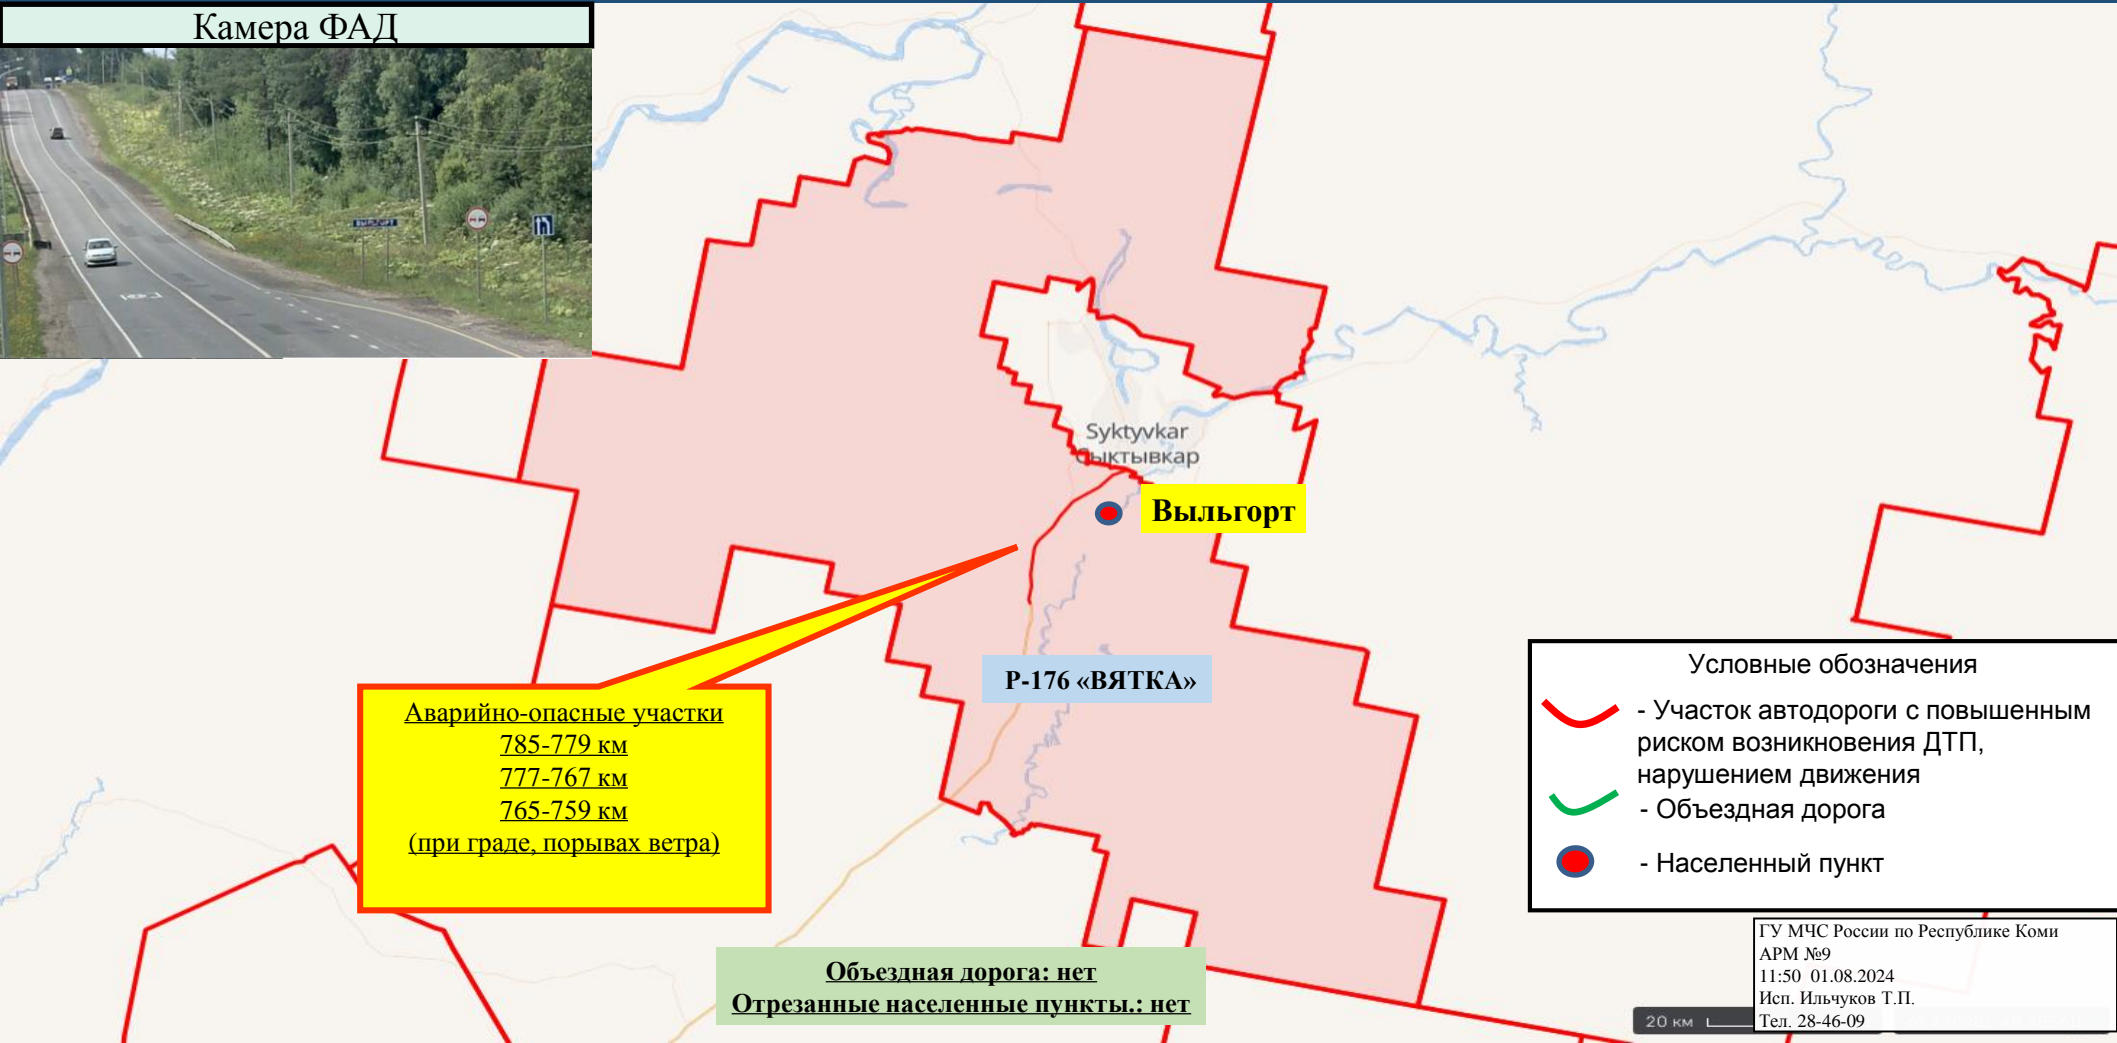 Камера ФАД
ВЫЛЬГОРТ
Syktyvkar
Сыктывкар
Выльгорт
Р-176 «ВЯТКА»
Аварийно-опасные участки
785-779 км
777-767 км
765-759 км
(при граде, порывах ветра)
Условные обозначения
- Участок автодороги с повышенным
риском возникновения ДТП,
нарушением движения
- Объездная дорога
- Населенный пункт
Объездная дорога: нет
Отрезанные населенные пункты.: нет
ГУ МЧС России по Республике Коми
АРМ №9
11:50 01.08.2024
Исп. Ильчуков Т.П.
Тел. 28-46-09
20 км